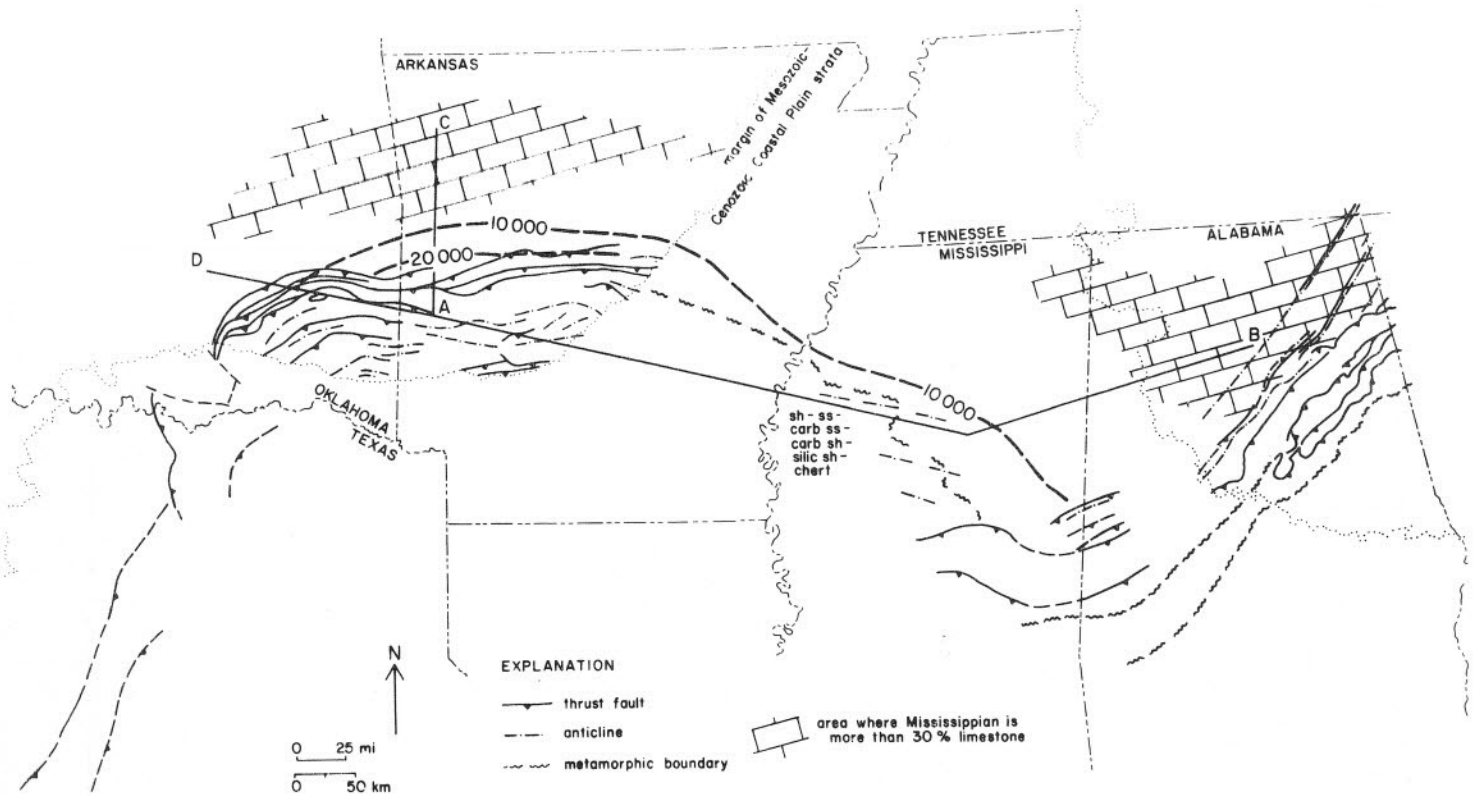 ARKANSAS
C
margin of Mesozoic-
Cenozoic Coastal Plain strata
10 000
20 000
D
A
TENNESSEE
MISSISSIPPI
ALABAMA
B
OKLAHOMA
TEXAS
10 000
sh - ss -
carb ss -
carb sh -
silic sh -
chert
N
EXPLANATION
thrust fault
anticline
metamorphic boundary
area where Mississippian is
more than 30 % limestone
0 25 mi
0 50 km